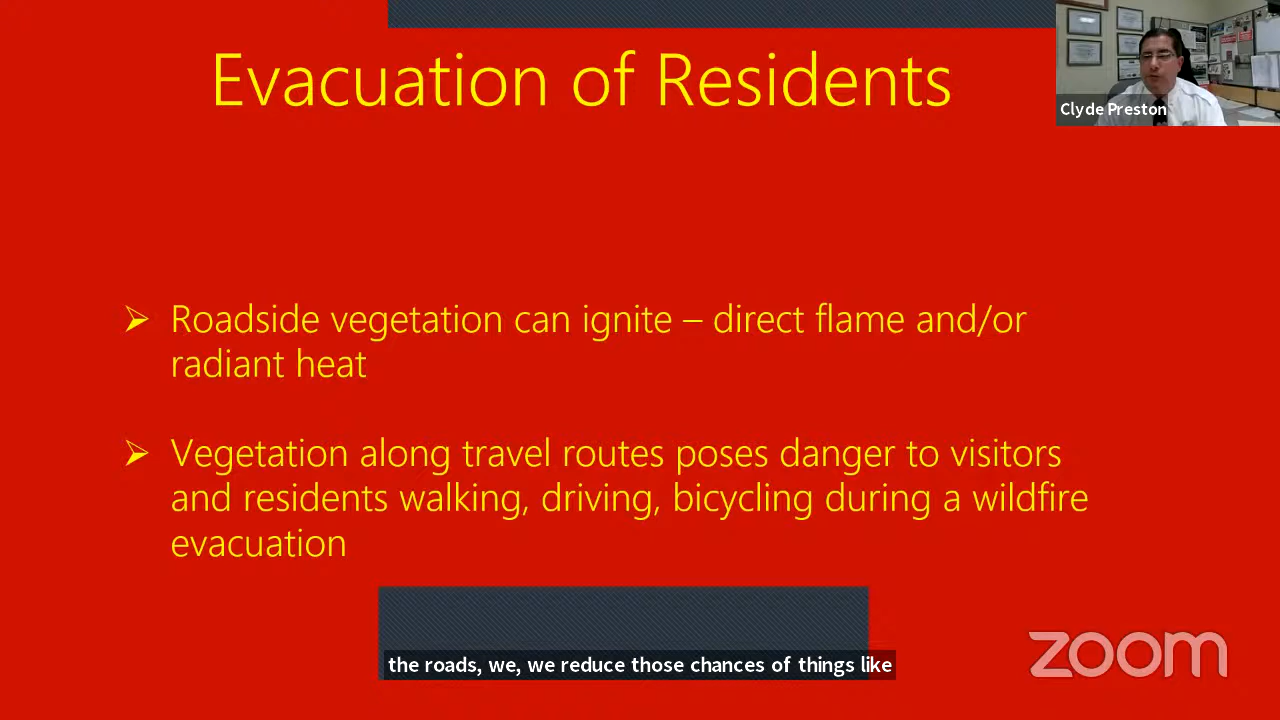 Evacuation of Residents
Clyde Preston
➢ Roadside vegetation can ignite – direct flame and/or
radiant heat
➢ Vegetation along travel routes poses danger to visitors
and residents walking, driving, bicycling during a wildfire
evacuation
the roads, we, we reduce those chances of things like
zoom